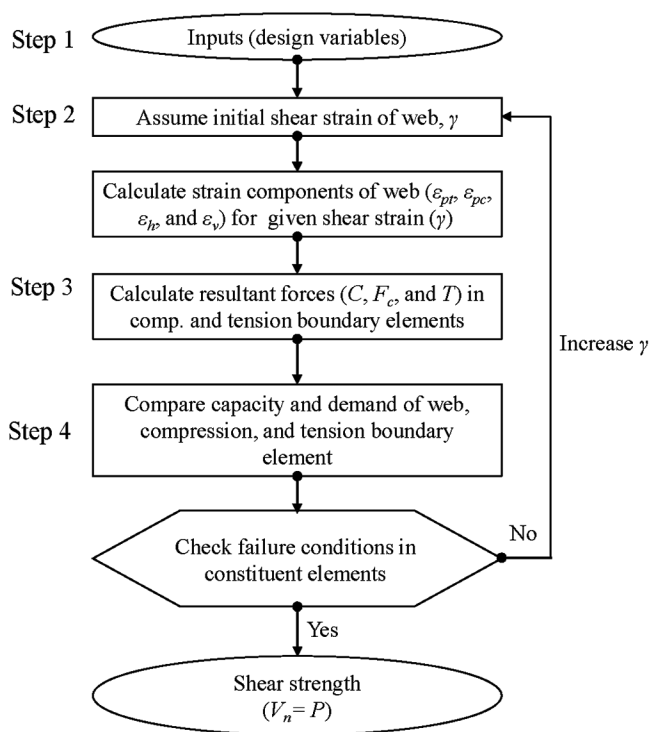 Step 1
Inputs (design variables)
Step 2
Assume initial shear strain of web, γ
Calculate strain components of web (εpt, εpc,
εh, and εv) for given shear strain (γ)
Step 3
Calculate resultant forces (C, Fc, and T) in
comp. and tension boundary elements
Increase γ
Step 4
Compare capacity and demand of web,
compression, and tension boundary
element
No
Check failure conditions in
constituent elements
Yes
Shear strength
(Vn= P)